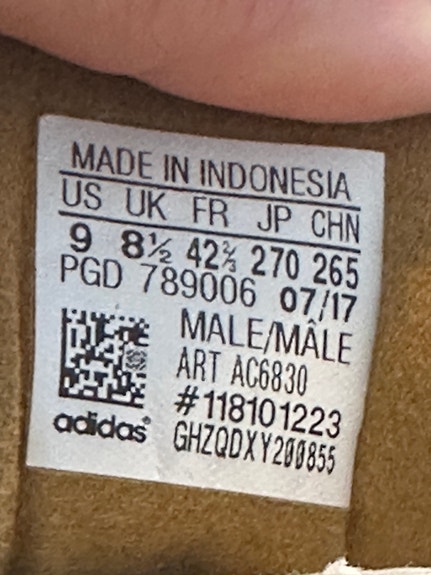 MADE IN INDONESIA
US UK FR JP CHN
9 8½ 42⅔ 270 265
PGD 789006 07/17
MALE/MÂLE
ART AC6830
#118101223
GHZQDXY200855
adidas®